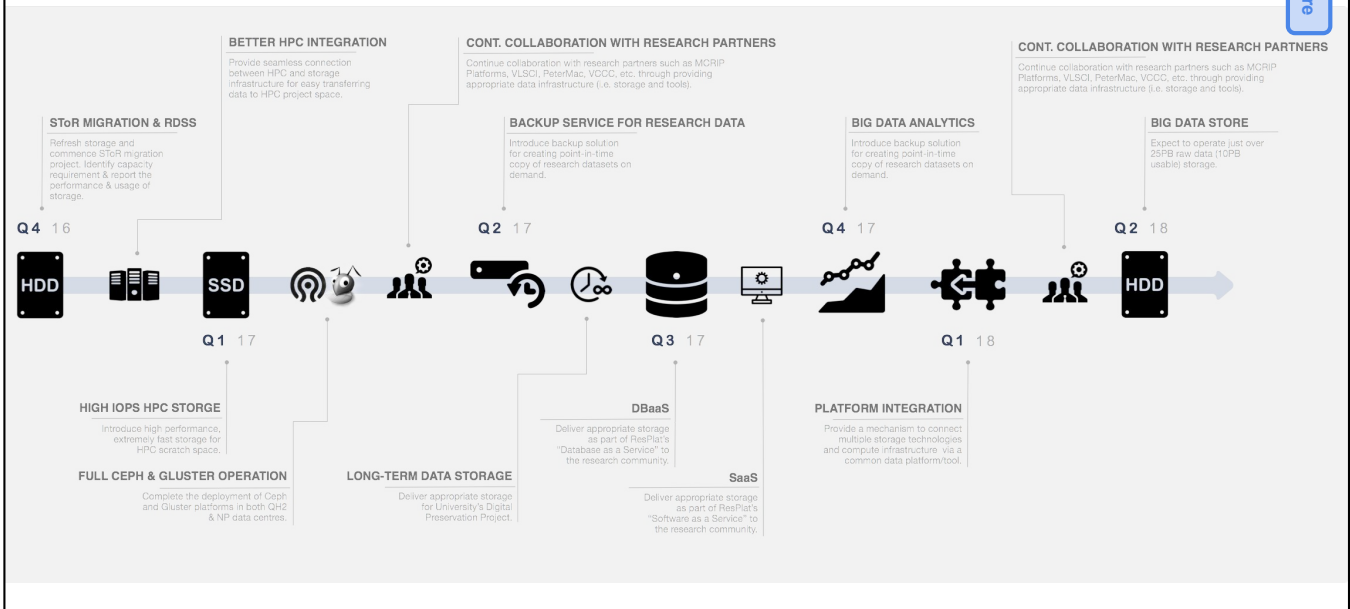 re
BETTER HPC INTEGRATION
Provide seamless connection
between HPC and storage
infrastructure for easy transferring
data to HPC project space.
CONT. COLLABORATION WITH RESEARCH PARTNERS
Continue collaboration with research partners such as MCRIP
Platforms, VLSCI, PeterMac, VCCC, etc. through providing
appropriate data infrastructure (i.e. storage and tools).
CONT. COLLABORATION WITH RESEARCH PARTNERS
Continue collaboration with research partners such as MCRIP
Platforms, VLSCI, PeterMac, VCCC, etc. through providing
appropriate data infrastructure (i.e. storage and tools).
SToR MIGRATION & RDSS
Refresh storage and
commence SToR migration
project. Identify capacity
requirement & report the
performance & usage of
storage.
BACKUP SERVICE FOR RESEARCH DATA
Introduce backup solution
for creating point-in-time
copy of research datasets on
demand.
BIG DATA ANALYTICS
Introduce backup solution
for creating point-in-time
copy of research datasets on
demand.
BIG DATA STORE
Expect to operate just over
25PB raw data (10PB
usable) storage.
Q4 16
Q2 17
Q4 17
Q2 18
HDD
SSD
HDD
Q1 17
Q3 17
Q1 18
HIGH IOPS HPC STORGE
Introduce high performance,
extremely fast storage for
HPC scratch space.
DBaaS
Deliver appropriate storage
as part of ResPlat's
"Database as a Service" to
the research community.
PLATFORM INTEGRATION
Provide a mechanism to connect
multiple storage technologies
and compute infrastructure via a
common data platform/tool.
FULL CEPH & GLUSTER OPERATION
Complete the deployment of Ceph
and Gluster platforms in both QH2
& NP data centres.
LONG-TERM DATA STORAGE
Deliver appropriate storage
for University's Digital
Preservation Project.
SaaS
Deliver appropriate storage
as part of ResPlat's
"Software as a Service" to
the research community.